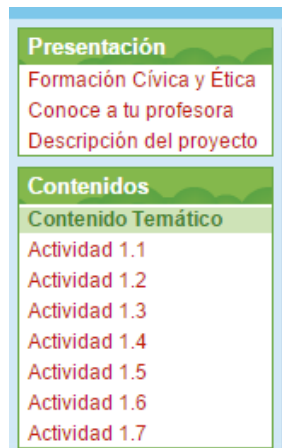 Presentación
Formación Cívica y Ética
Conoce a tu profesora
Descripción del proyecto
Contenidos
Contenido Temático
Actividad 1.1
Actividad 1.2
Actividad 1.3
Actividad 1.4
Actividad 1.5
Actividad 1.6
Actividad 1.7